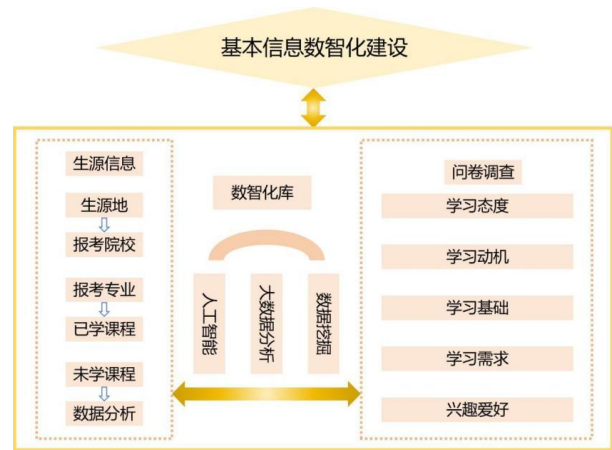 基本信息数智化建设
生源信息
生源地
报考院校
报考专业
已学课程
未学课程
数据分析
数智化库
人工智能
大数据分析
数据挖掘
问卷调查
学习态度
学习动机
学习基础
学习需求
兴趣爱好